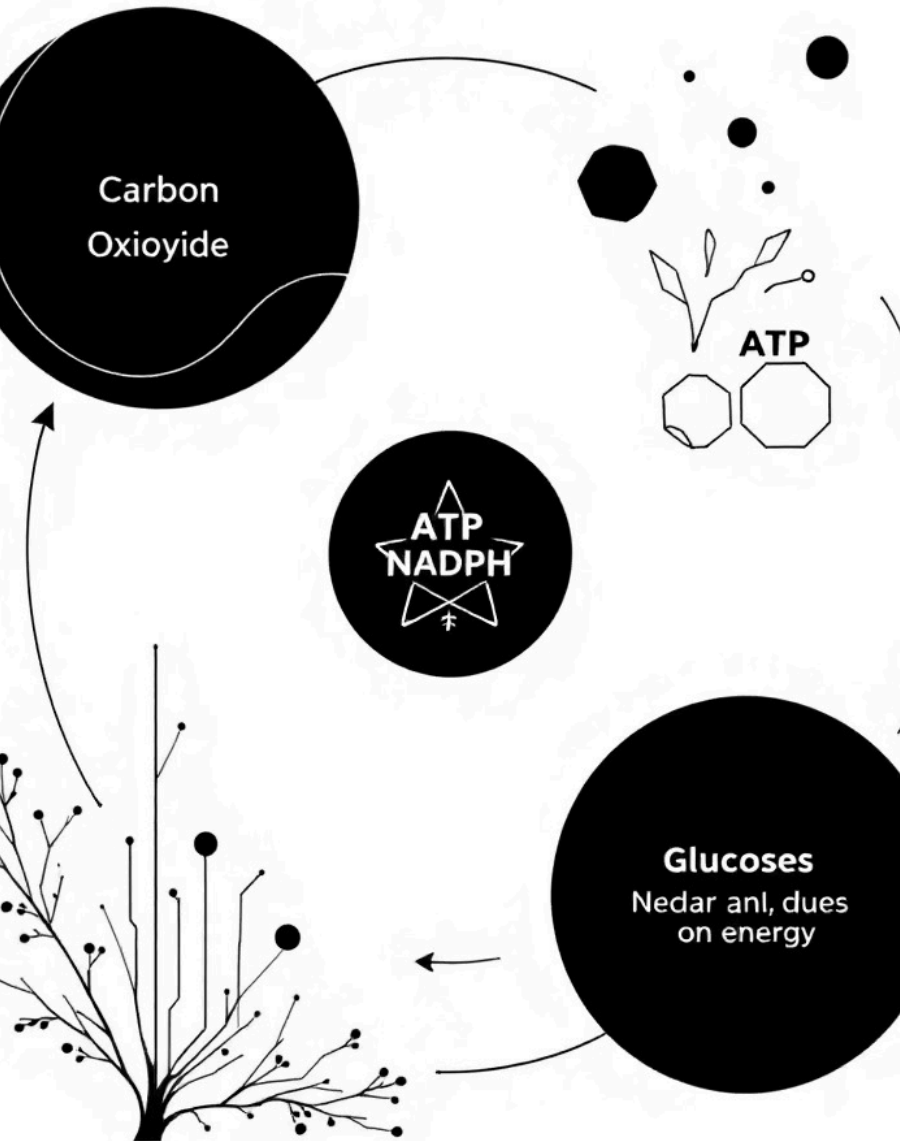 Carbon
Oxioyide
ATP
ATP
NADPH
Glucoses
Nedar anl, dues
on energy